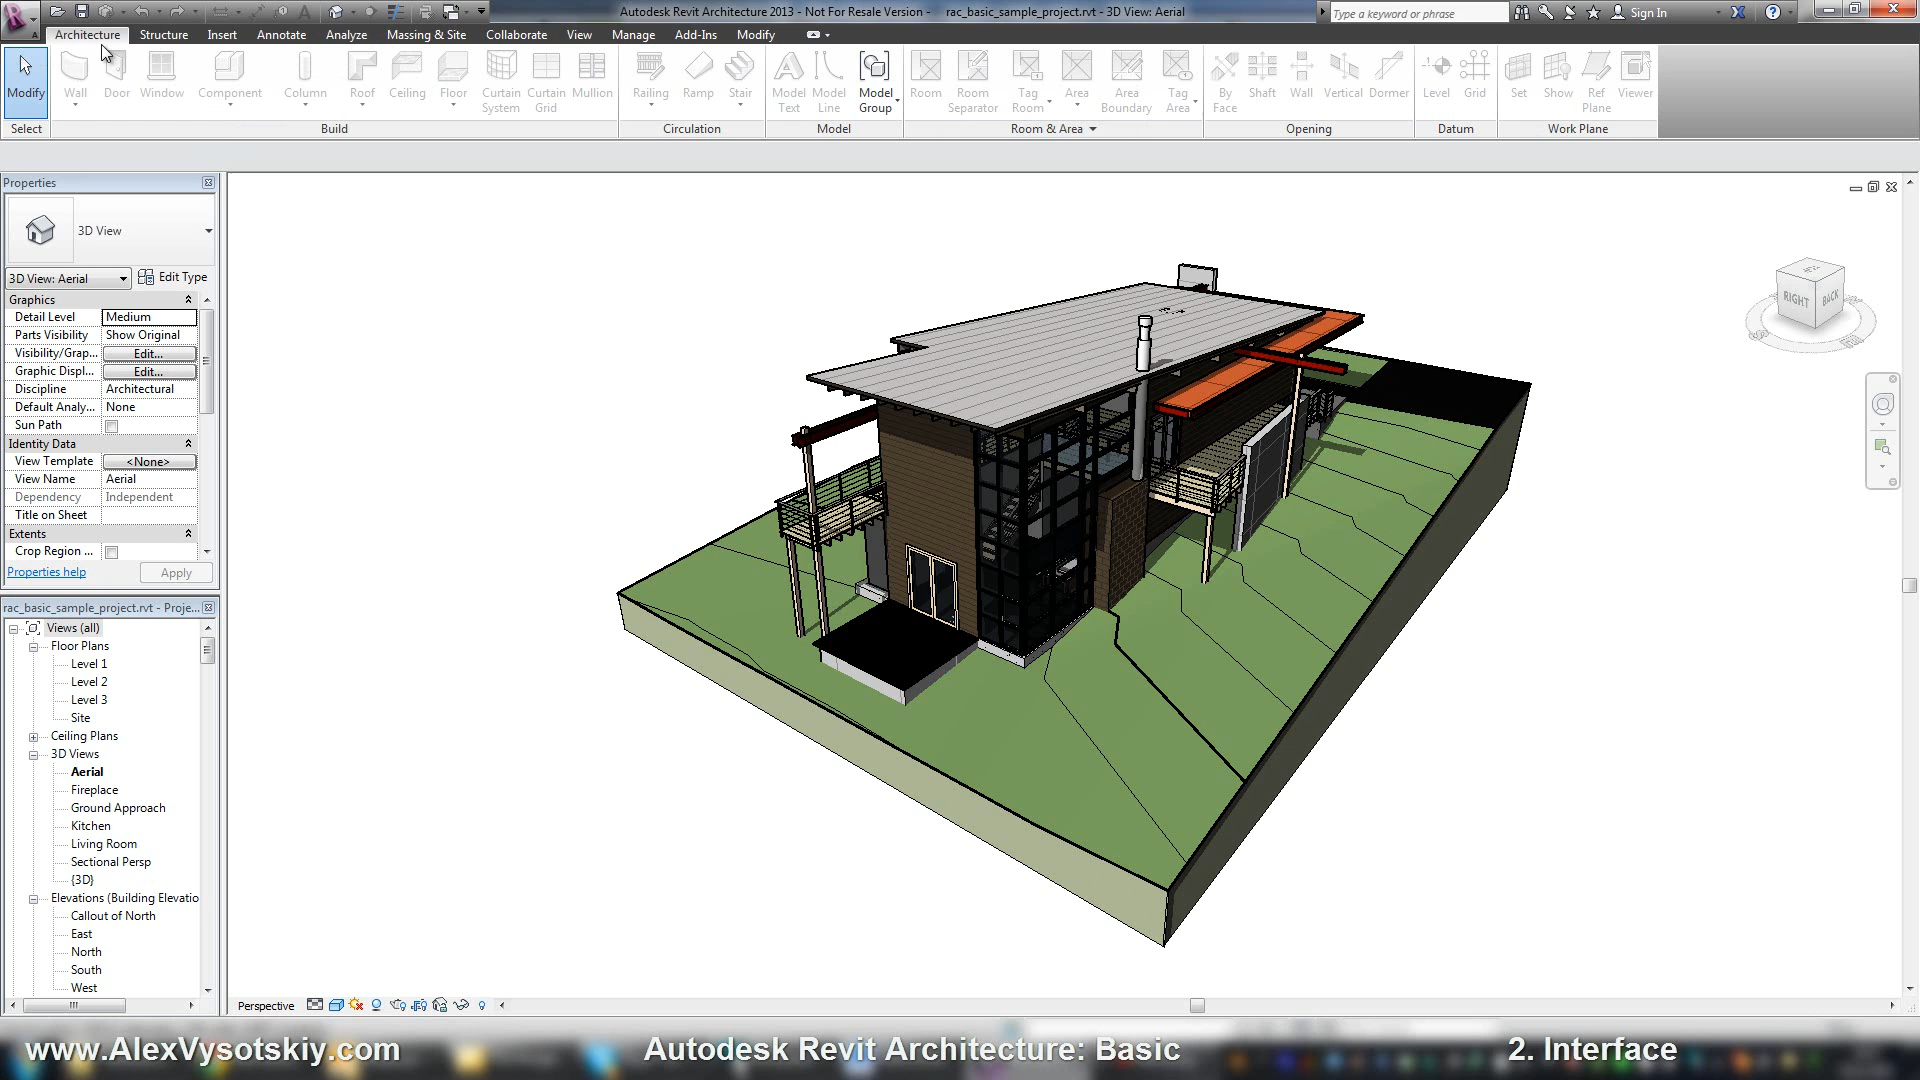 Autodesk Revit Architecture 2013 - Not For Resale Version - rac_basic_sample_project.rvt - 3D View: Aerial
Type a keyword or phrase
Sign In
Architecture Structure Insert Annotate Analyze Massing & Site Collaborate View Manage Add-Ins Modify
Modify Wall Door Window Component Column Roof Ceiling Floor Curtain System Curtain Grid Mullion Railing Ramp Stair Model Text Model Line Model Group Room Room Separator Tag Room Area Area Boundary Tag Area By Face Shaft Wall Vertical Dormer Level Grid Set Show Ref Plane Viewer
Select Build Circulation Model Room & Area Opening Datum Work Plane
Properties
3D View
3D View: Aerial Edit Type
Graphics
Detail Level Medium
Parts Visibility Show Original
Visibility/Grap... Edit...
Graphic Displ... Edit...
Discipline Architectural
Default Analy... None
Sun Path
Identity Data
View Template <None>
View Name Aerial
Dependency Independent
Title on Sheet
Extents
Crop Region ...
Properties help Apply
rac_basic_sample_project.rvt - Proje...
Views (all)
Floor Plans
Level 1
Level 2
Level 3
Site
Ceiling Plans
3D Views
Aerial
Fireplace
Ground Approach
Kitchen
Living Room
Sectional Persp
{3D}
Elevations (Building Elevatio
Callout of North
East
North
South
West
RIGHT BACK
Perspective
www.AlexVysotskiy.com Autodesk Revit Architecture: Basic 2. Interface